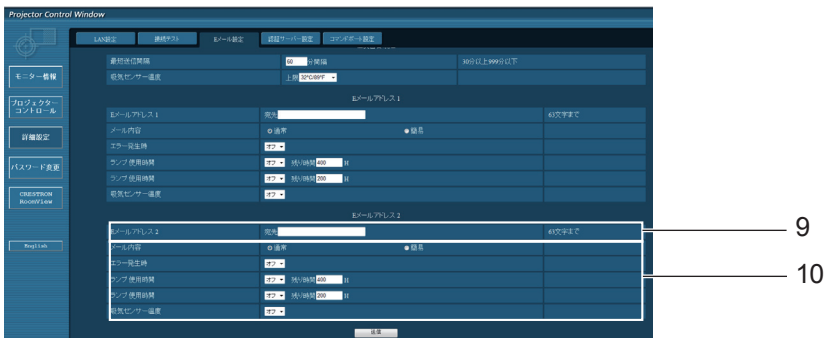 Projector Control Window
LAN設定 接続テスト Eメール設定 認証サーバー設定 コマンドポート設定
最短送信間隔 60 分間隔 30分以上999分以下
吸気センサー温度 上限 32°C/89°F
モニター情報
プロジェクター
コントロール
詳細設定
パスワード変更
CRESTRON
RoomView
English
Eメールアドレス 1
Eメールアドレス 1 宛先 63文字まで
メール内容 通常 簡易
エラー発生時 オフ
ランプ 使用時間 オフ 残り時間 400 H
ランプ 使用時間 オフ 残り時間 200 H
吸気センサー温度 オフ
Eメールアドレス 2
Eメールアドレス 2 宛先 63文字まで
メール内容 通常 簡易
エラー発生時 オフ
ランプ 使用時間 オフ 残り時間 400 H
ランプ 使用時間 オフ 残り時間 200 H
吸気センサー温度 オフ
送信
9
10